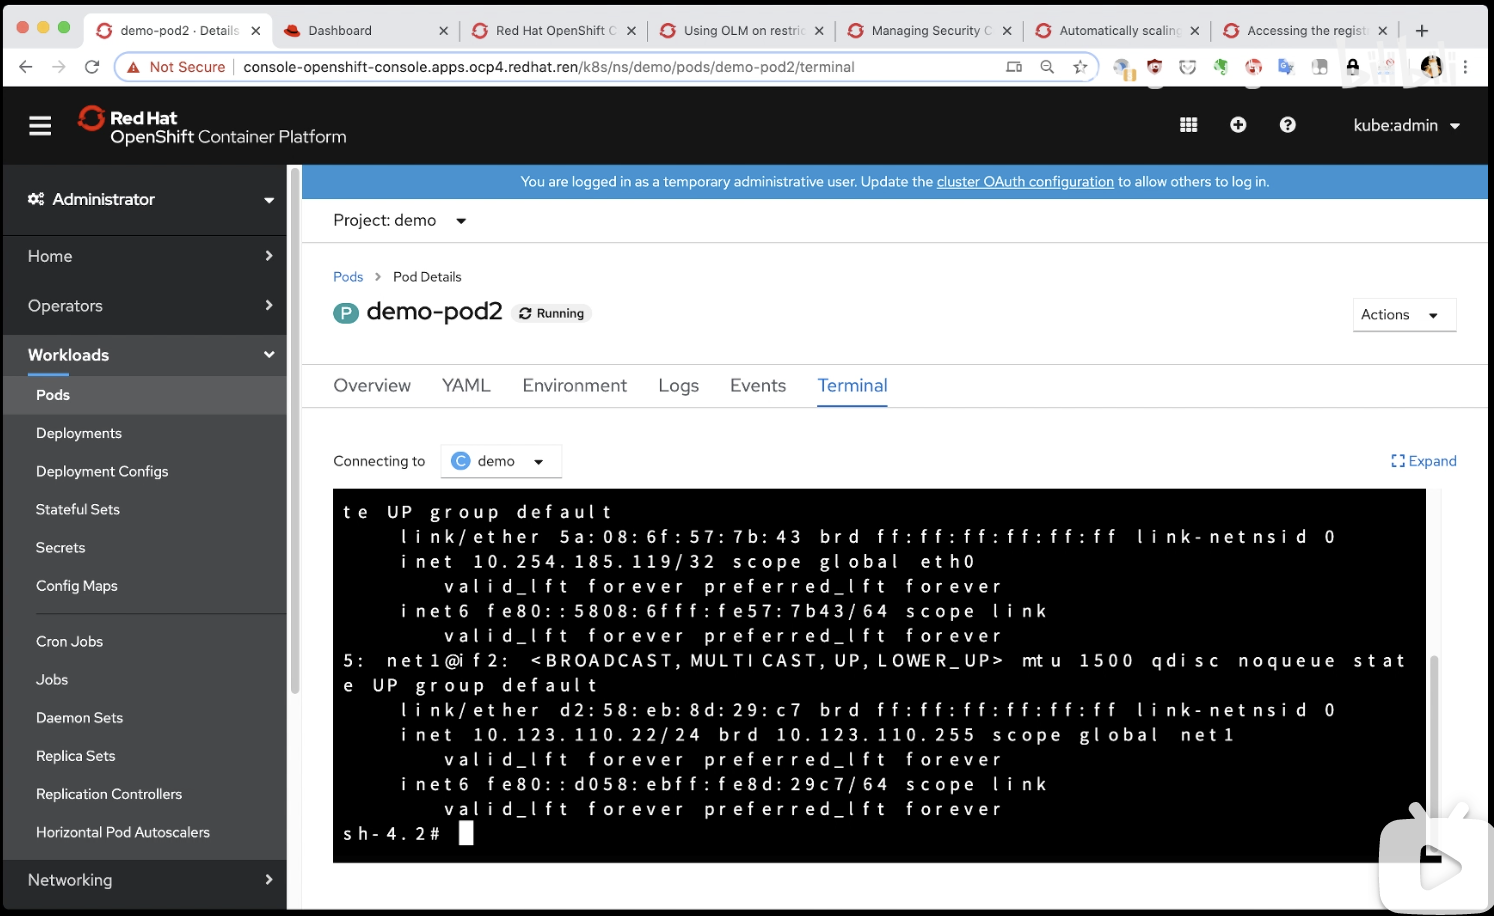 demo-pod2 · Details
Dashboard
Red Hat OpenShift C
Using OLM on restric
Managing Security C
Automatically scaling
Accessing the regist
Not Secure
console-openshift-console.apps.ocp4.redhat.ren/k8s/ns/demo/pods/demo-pod2/terminal
bilibili
Red Hat
OpenShift Container Platform
kube:admin
You are logged in as a temporary administrative user. Update the cluster OAuth configuration to allow others to log in.
Administrator
Home
Operators
Workloads
Pods
Deployments
Deployment Configs
Stateful Sets
Secrets
Config Maps
Cron Jobs
Jobs
Daemon Sets
Replica Sets
Replication Controllers
Horizontal Pod Autoscalers
Networking
Project: demo
Pods > Pod Details
P demo-pod2 Running
Actions
Overview YAML Environment Logs Events Terminal
Connecting to C demo
Expand
te UP group default
link/ether 5a:08:6f:57:7b:43 brd ff:ff:ff:ff:ff:ff link-netnsid 0
inet 10.254.185.119/32 scope global eth0
valid_lft forever preferred_lft forever
inet6 fe80::5808:6fff:fe57:7b43/64 scope link
valid_lft forever preferred_lft forever
5: net1@if2: <BROADCAST,MULTICAST,UP,LOWER_UP> mtu 1500 qdisc noqueue stat
e UP group default
link/ether d2:58:eb:8d:29:c7 brd ff:ff:ff:ff:ff:ff link-netnsid 0
inet 10.123.110.22/24 brd 10.123.110.255 scope global net1
valid_lft forever preferred_lft forever
inet6 fe80::d058:ebff:fe8d:29c7/64 scope link
valid_lft forever preferred_lft forever
sh-4.2#